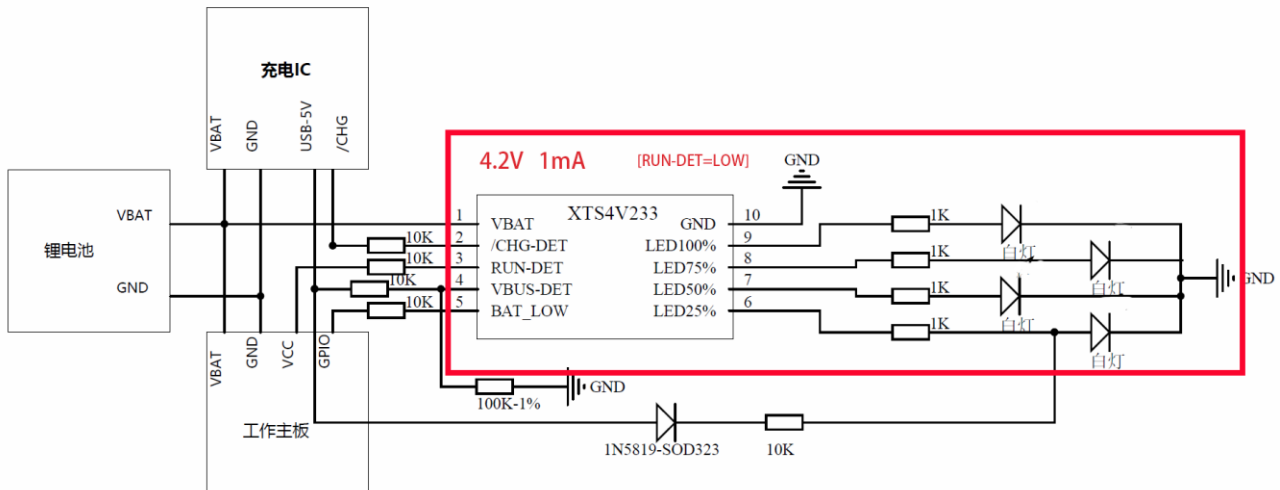 充电IC
VBAT
GND
USB-5V
/CHG
锂电池
VBAT
GND
4.2V 1mA
[RUN-DET=LOW]
GND
XTS4V233
1 VBAT
2 /CHG-DET
3 RUN-DET
4 VBUS-DET
5 BAT_LOW
GND 10
LED100% 9
LED75% 8
LED50% 7
LED25% 6
10K
10K
10K
10K
1K
1K
1K
1K
白灯
白灯
白灯
白灯
GND
VBAT
GND
VCC
GPIO
工作主板
100K-1%
GND
1N5819-SOD323
10K